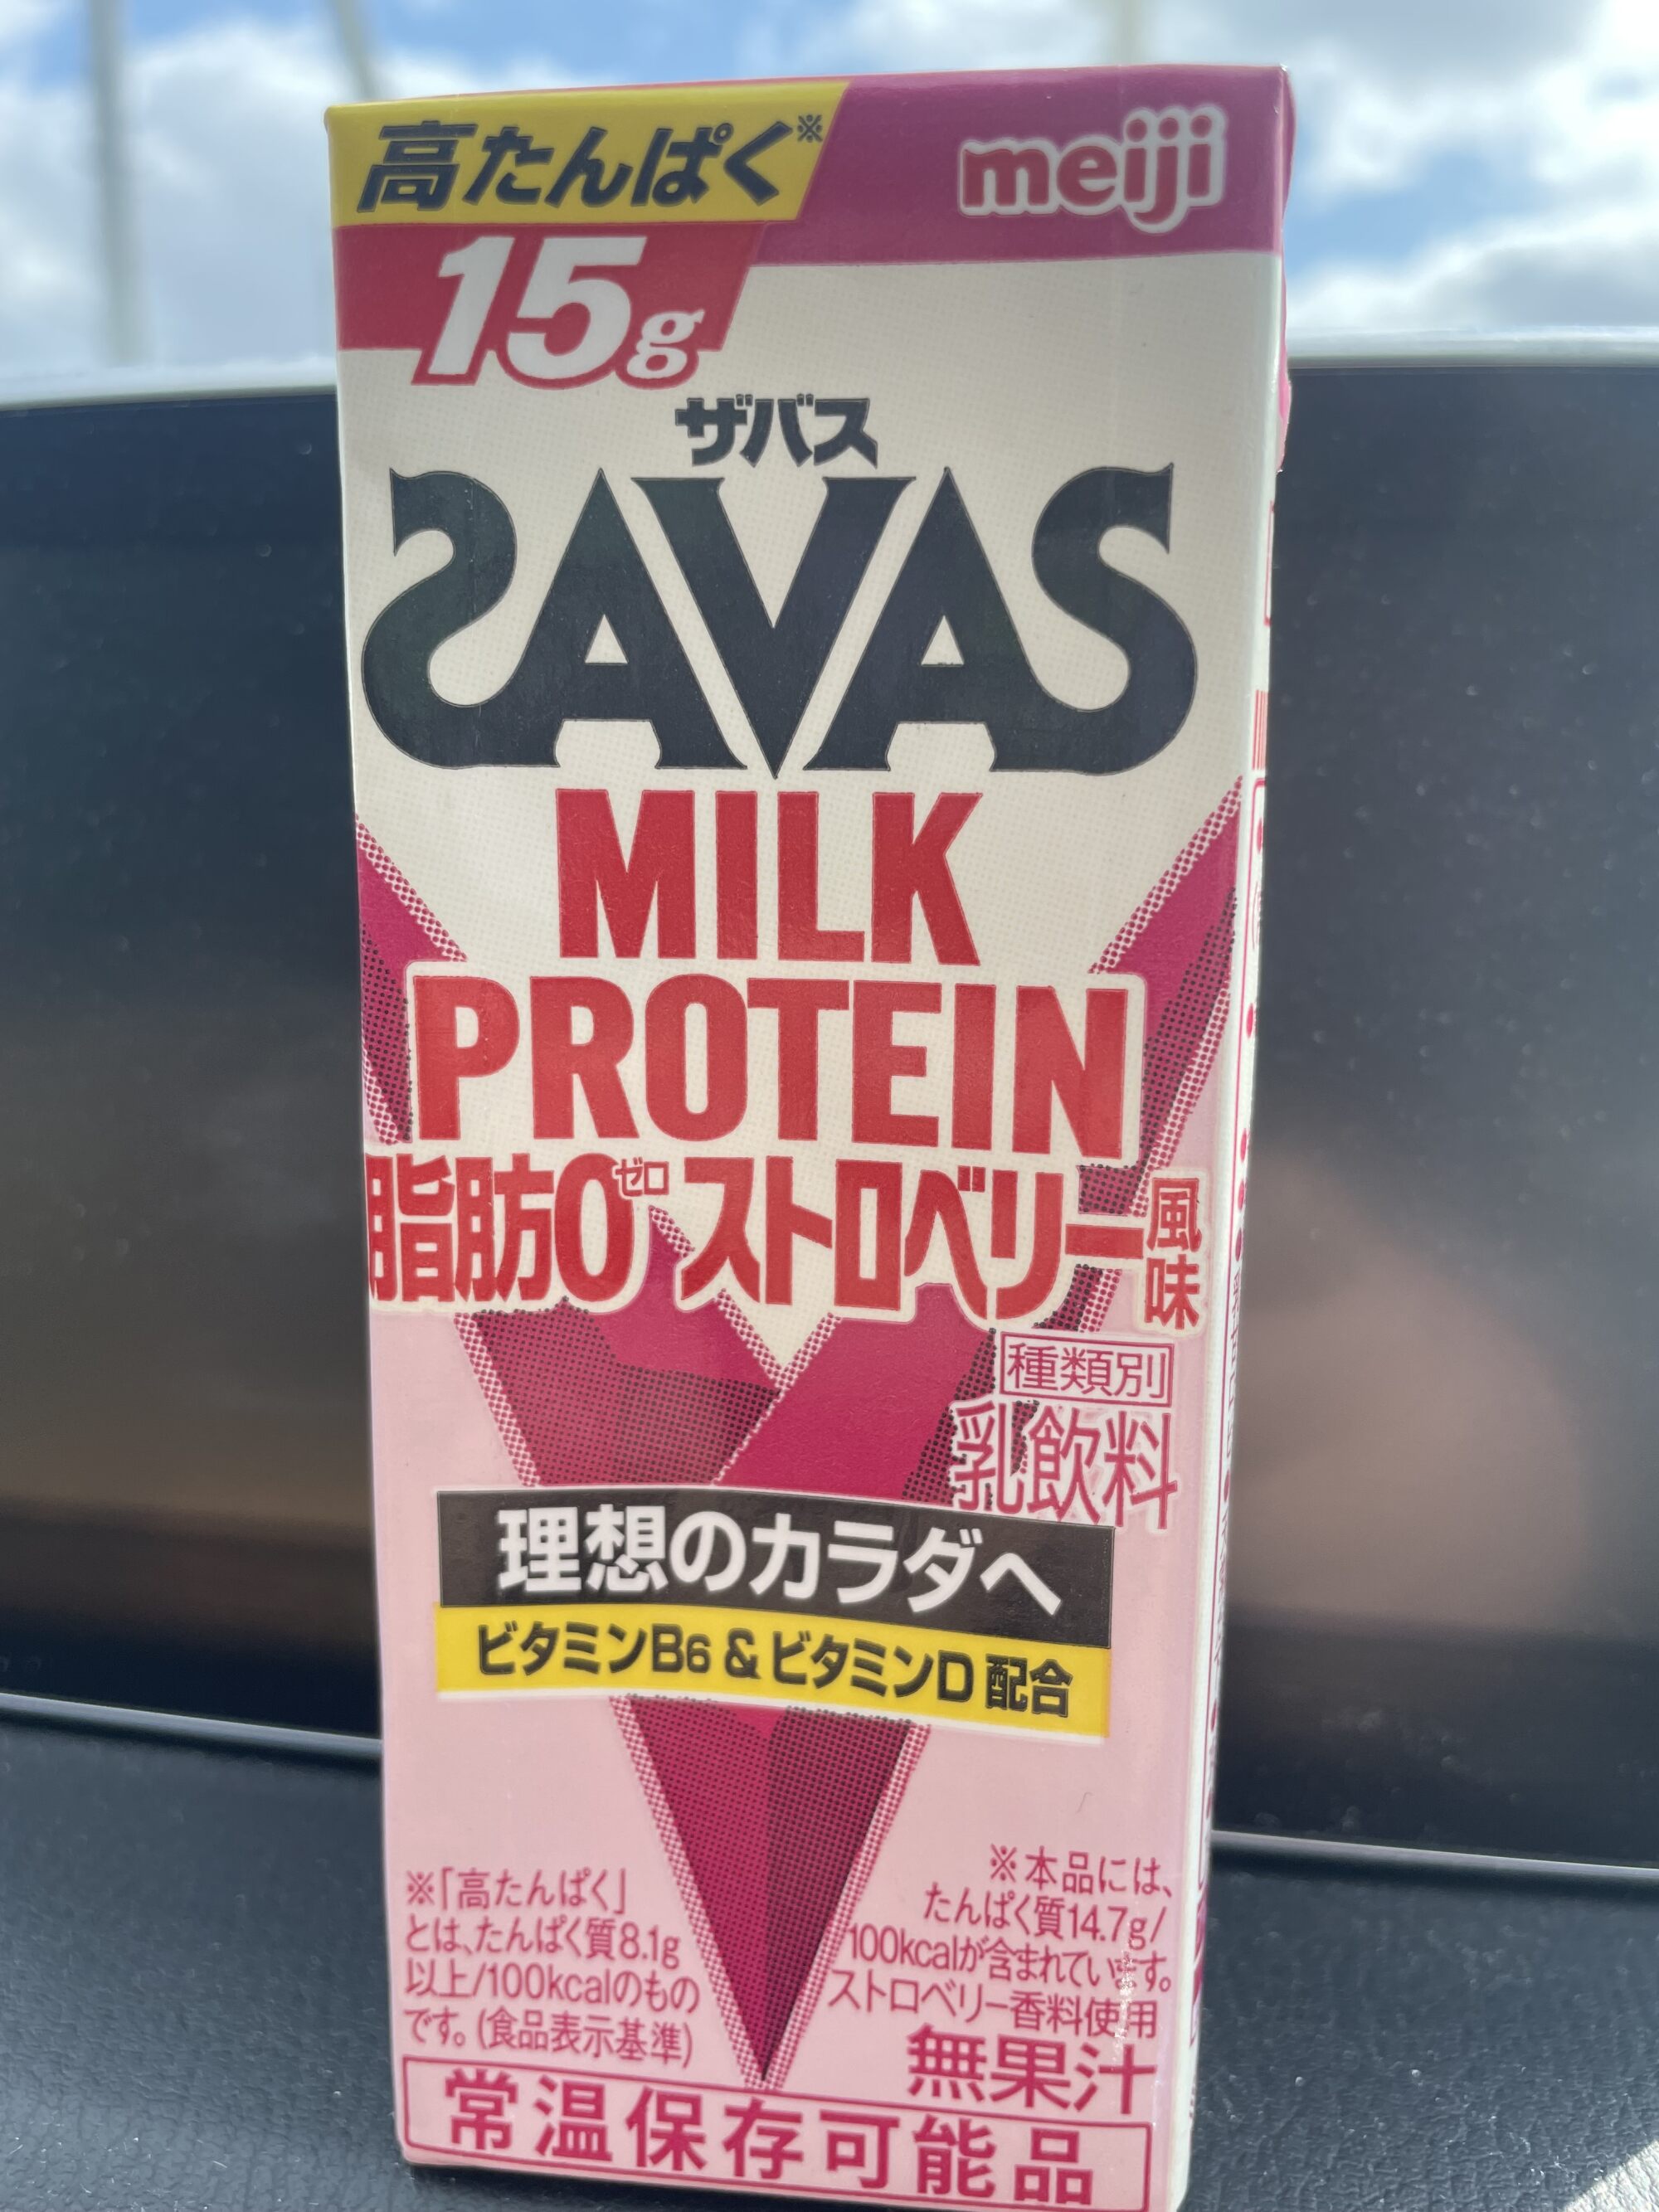 高たんぱく※
meiji
15g
ザバス
SAVAS
MILK
PROTEIN
脂肪0ゼロ ストロベリー風味
種類別
乳飲料
理想のカラダへ
ビタミンB6&ビタミンD配合
※「高たんぱく」
とは、たんぱく質8.1g
以上/100kcalのもの
です。(食品表示基準)
※本品には、
たんぱく質14.7g/
100kcalが含まれています。
ストロベリー香料使用
無果汁
常温保存可能品